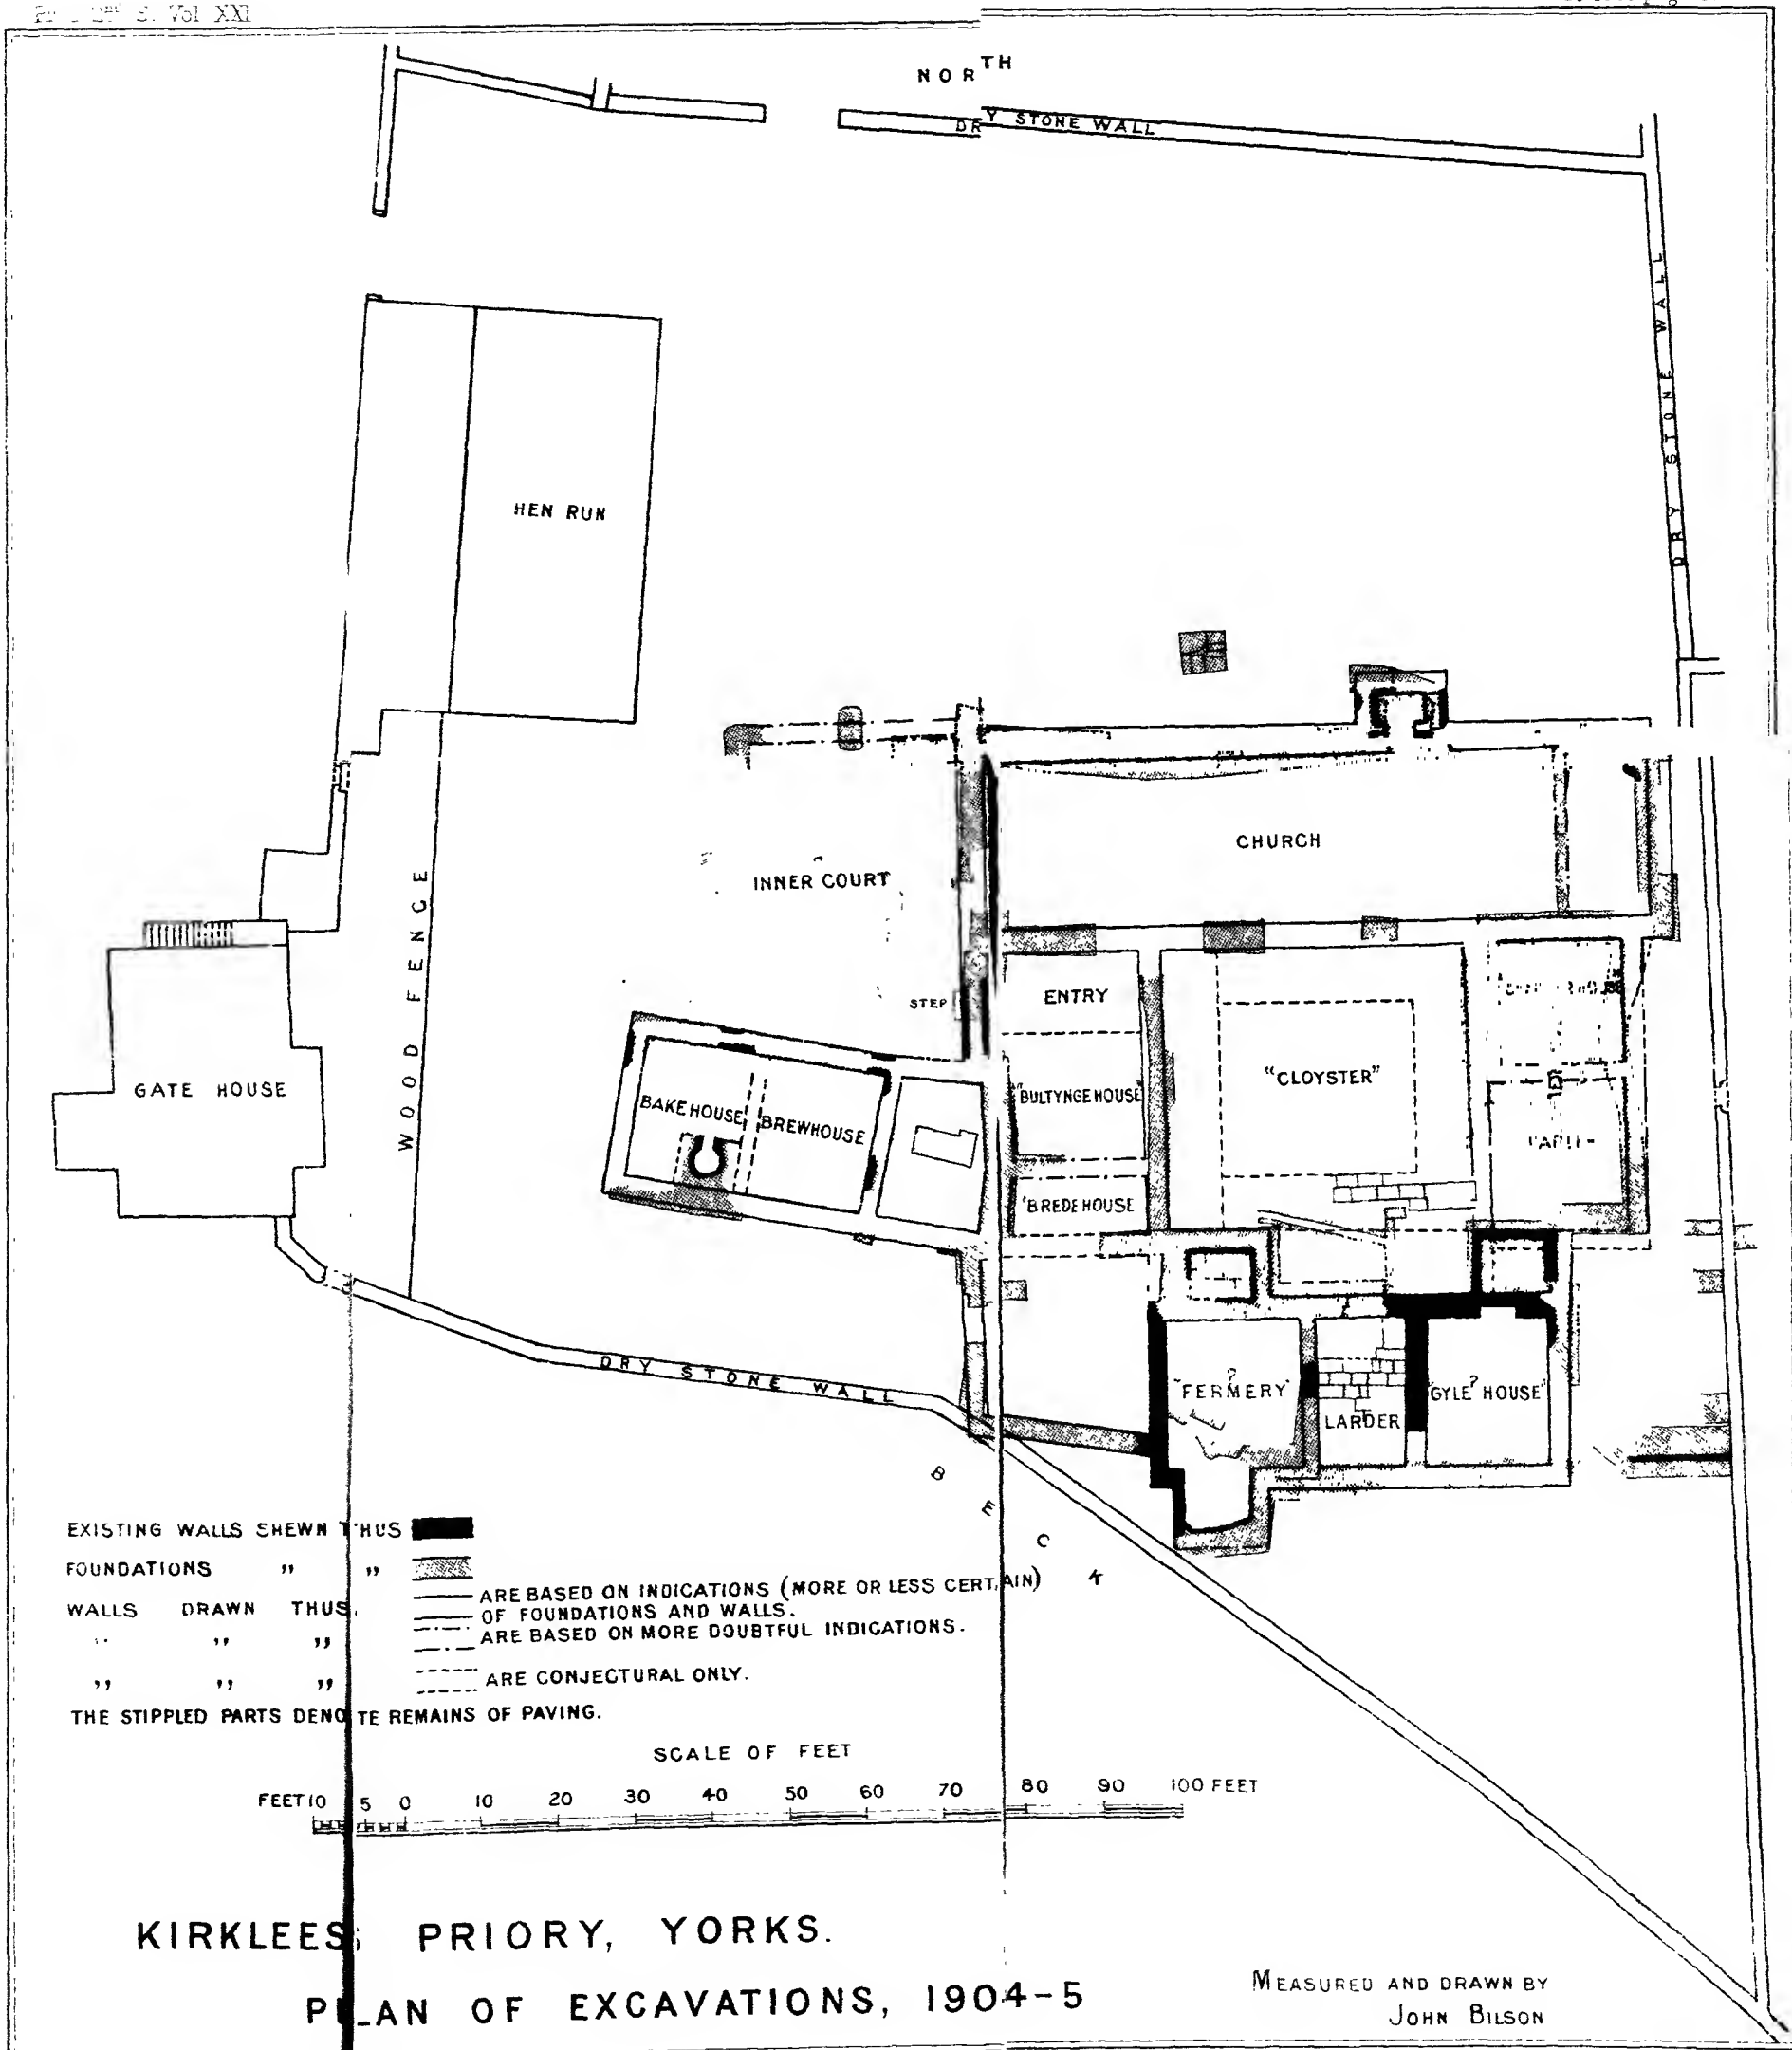 Vol XXI
NORTH
DRY STONE WALL
DRY STONE WALL
HEN RUN
WOOD FENCE
CHURCH
INNER COURT
STEP
ENTRY
GATE HOUSE
"CLOYSTER"
"BULTYNGE HOUSE"
BAKEHOUSE
BREWHOUSE
'BREDEHOUSE
DRY STONE WALL
?
"FERMERY"
LARDER
?
"GYLE HOUSE"
BECK
EXISTING WALLS SHEWN THUS
FOUNDATIONS " "
WALLS DRAWN THUS. ARE BASED ON INDICATIONS (MORE OR LESS CERTAIN)
OF FOUNDATIONS AND WALLS.
" " " ARE BASED ON MORE DOUBTFUL INDICATIONS.
" " " ARE CONJECTURAL ONLY.
THE STIPPLED PARTS DENOTE REMAINS OF PAVING.
SCALE OF FEET
FEET 10 5 0 10 20 30 40 50 60 70 80 90 100 FEET
KIRKLEES PRIORY, YORKS.
PLAN OF EXCAVATIONS, 1904-5
MEASURED AND DRAWN BY
JOHN BILSON